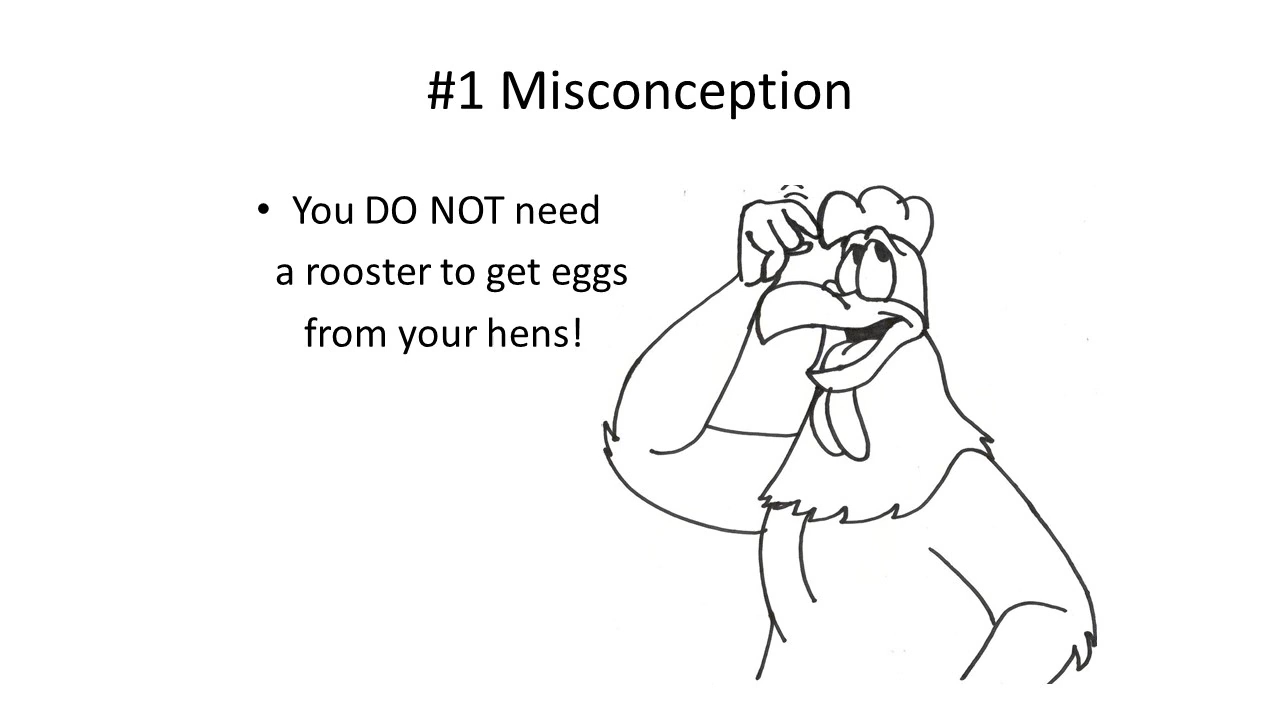 #1 Misconception
• You DO NOT need
a rooster to get eggs
from your hens!